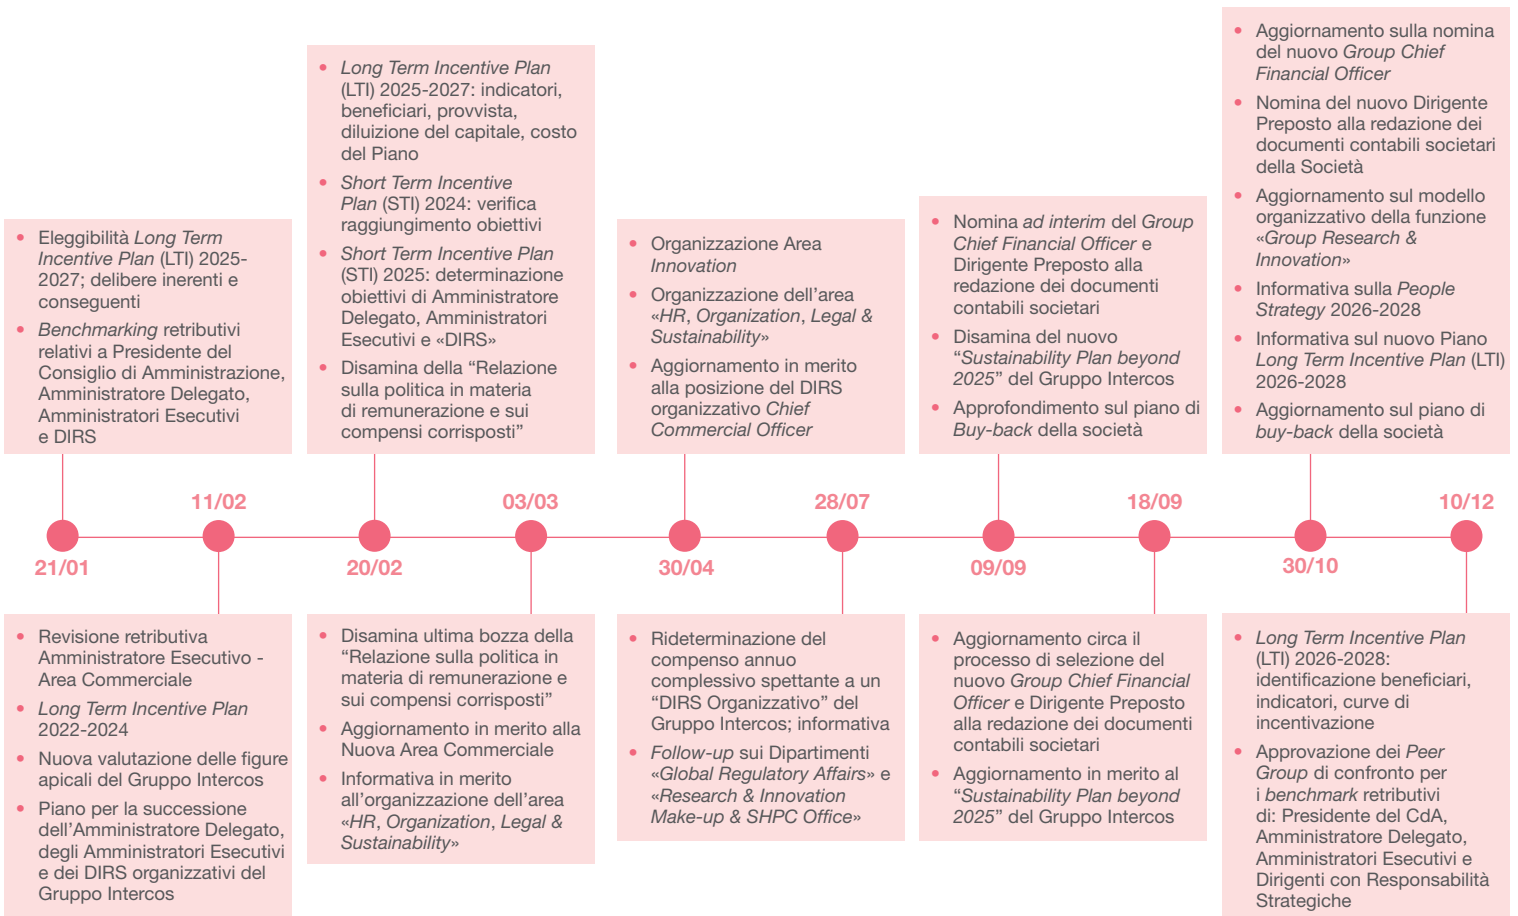 • Eleggibilità Long Term
Incentive Plan (LTI) 2025-
2027; delibere inerenti e
conseguenti
• Benchmarking retributivi
relativi a Presidente del
Consiglio di Amministrazione,
Amministratore Delegato,
Amministratori Esecutivi
e DIRS
• Long Term Incentive Plan
(LTI) 2025-2027: indicatori,
beneficiari, provvista,
diluizione del capitale, costo
del Piano
• Short Term Incentive
Plan (STI) 2024: verifica
raggiungimento obiettivi
• Short Term Incentive Plan
(STI) 2025: determinazione
obiettivi di Amministratore
Delegato, Amministratori
Esecutivi e «DIRS»
• Disamina della “Relazione
sulla politica in materia
di remunerazione e sui
compensi corrisposti”
• Organizzazione Area
Innovation
• Organizzazione dell’area
«HR, Organization, Legal &
Sustainability»
• Aggiornamento in merito
alla posizione del DIRS
organizzativo Chief
Commercial Officer
• Nomina ad interim del Group
Chief Financial Officer e
Dirigente Preposto alla
redazione dei documenti
contabili societari
• Disamina del nuovo
“Sustainability Plan beyond
2025” del Gruppo Intercos
• Approfondimento sul piano di
Buy-back della società
• Aggiornamento sulla nomina
del nuovo Group Chief
Financial Officer
• Nomina del nuovo Dirigente
Preposto alla redazione dei
documenti contabili societari
della Società
• Aggiornamento sul modello
organizzativo della funzione
«Group Research &
Innovation»
• Informativa sulla People
Strategy 2026-2028
• Informativa sul nuovo Piano
Long Term Incentive Plan (LTI)
2026-2028
• Aggiornamento sul piano di
buy-back della società
21/01
11/02
20/02
03/03
30/04
28/07
09/09
18/09
30/10
10/12
• Revisione retributiva
Amministratore Esecutivo -
Area Commerciale
• Long Term Incentive Plan
2022-2024
• Nuova valutazione delle figure
apicali del Gruppo Intercos
• Piano per la successione
dell’Amministratore Delegato,
degli Amministratori Esecutivi
e dei DIRS organizzativi del
Gruppo Intercos
• Disamina ultima bozza della
“Relazione sulla politica in
materia di remunerazione e
sui compensi corrisposti”
• Aggiornamento in merito alla
Nuova Area Commerciale
• Informativa in merito
all’organizzazione dell’area
«HR, Organization, Legal &
Sustainability»
• Rideterminazione del
compenso annuo
complessivo spettante a un
“DIRS Organizzativo” del
Gruppo Intercos; informativa
• Follow-up sui Dipartimenti
«Global Regulatory Affairs» e
«Research & Innovation
Make-up & SHPC Office»
• Aggiornamento circa il
processo di selezione del
nuovo Group Chief Financial
Officer e Dirigente Preposto
alla redazione dei documenti
contabili societari
• Aggiornamento in merito al
“Sustainability Plan beyond
2025” del Gruppo Intercos
• Long Term Incentive Plan
(LTI) 2026-2028:
identificazione beneficiari,
indicatori, curve di
incentivazione
• Approvazione dei Peer
Group di confronto per
i benchmark retributivi
di: Presidente del CdA,
Amministratore Delegato,
Amministratori Esecutivi e
Dirigenti con Responsabilità
Strategiche